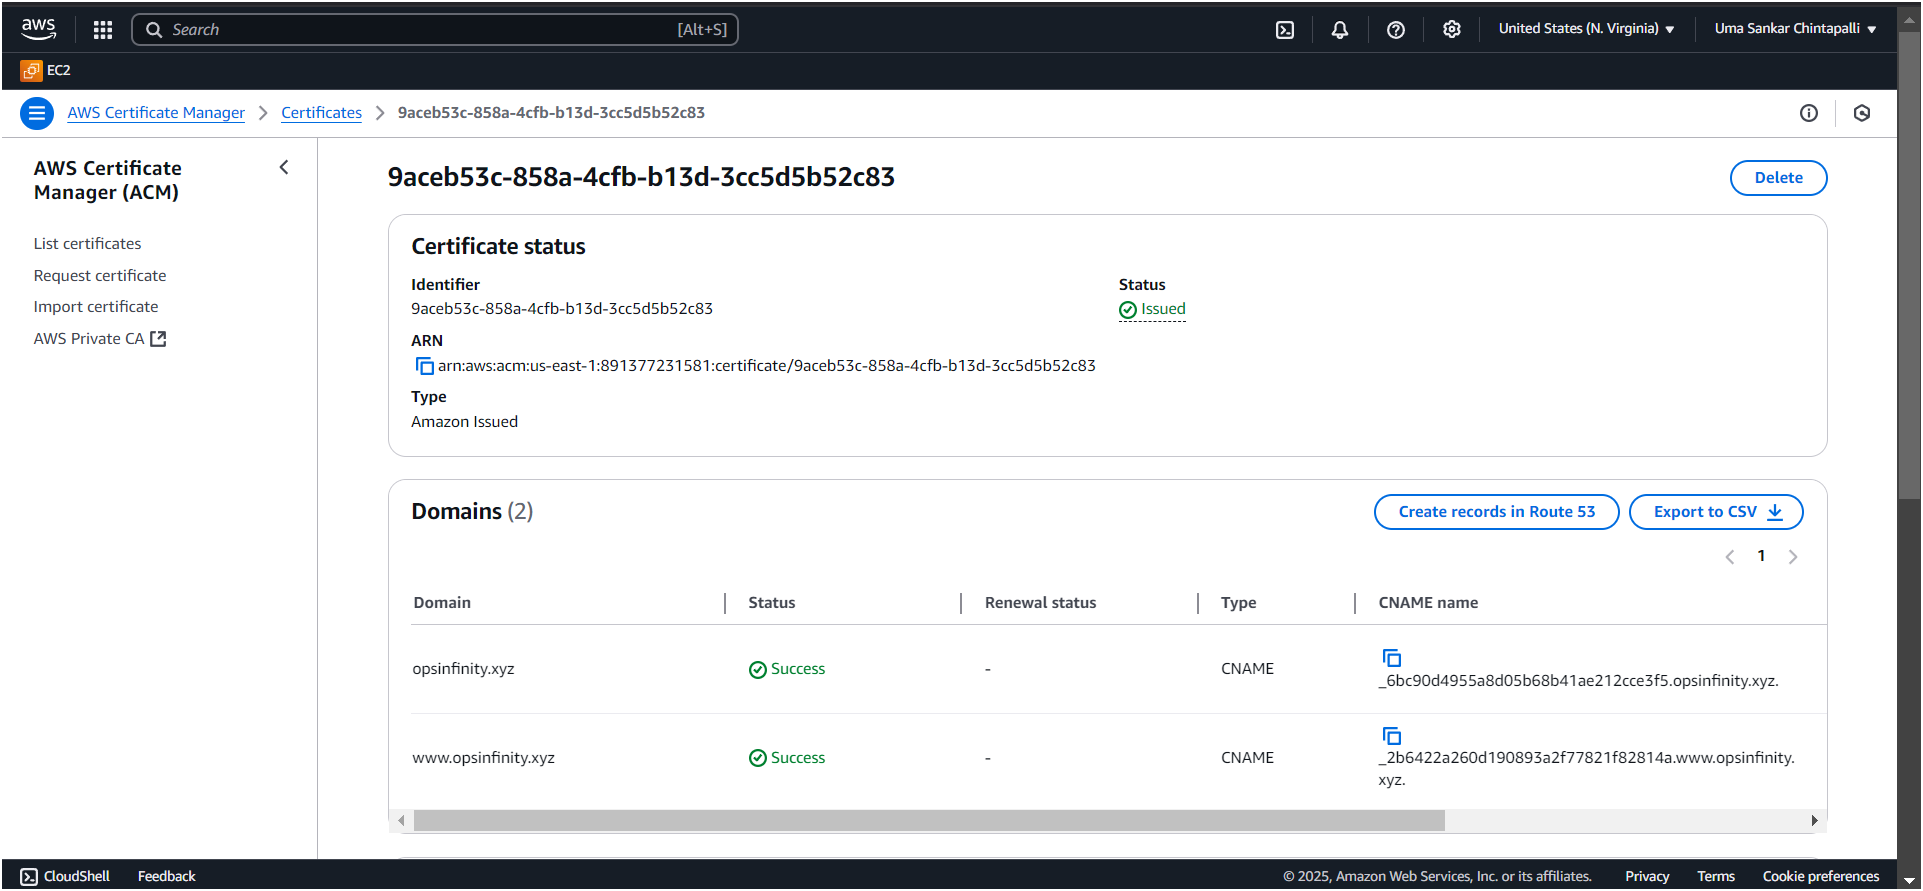 aws
Search [Alt+S]
United States (N. Virginia)
Uma Sankar Chintapalli
EC2
AWS Certificate Manager > Certificates > 9aceb53c-858a-4cfb-b13d-3cc5d5b52c83
AWS Certificate
Manager (ACM)
List certificates
Request certificate
Import certificate
AWS Private CA
9aceb53c-858a-4cfb-b13d-3cc5d5b52c83
Delete
Certificate status
Identifier
9aceb53c-858a-4cfb-b13d-3cc5d5b52c83
Status
Issued
ARN
arn:aws:acm:us-east-1:891377231581:certificate/9aceb53c-858a-4cfb-b13d-3cc5d5b52c83
Type
Amazon Issued
Domains (2)
Create records in Route 53
Export to CSV
1
Domain Status Renewal status Type CNAME name
opsinfinity.xyz Success - CNAME _6bc90d4955a8d05b68b41ae212cce3f5.opsinfinity.xyz.
www.opsinfinity.xyz Success - CNAME _2b6422a260d190893a2f77821f82814a.www.opsinfinity.
xyz.
CloudShell Feedback © 2025, Amazon Web Services, Inc. or its affiliates. Privacy Terms Cookie preferences